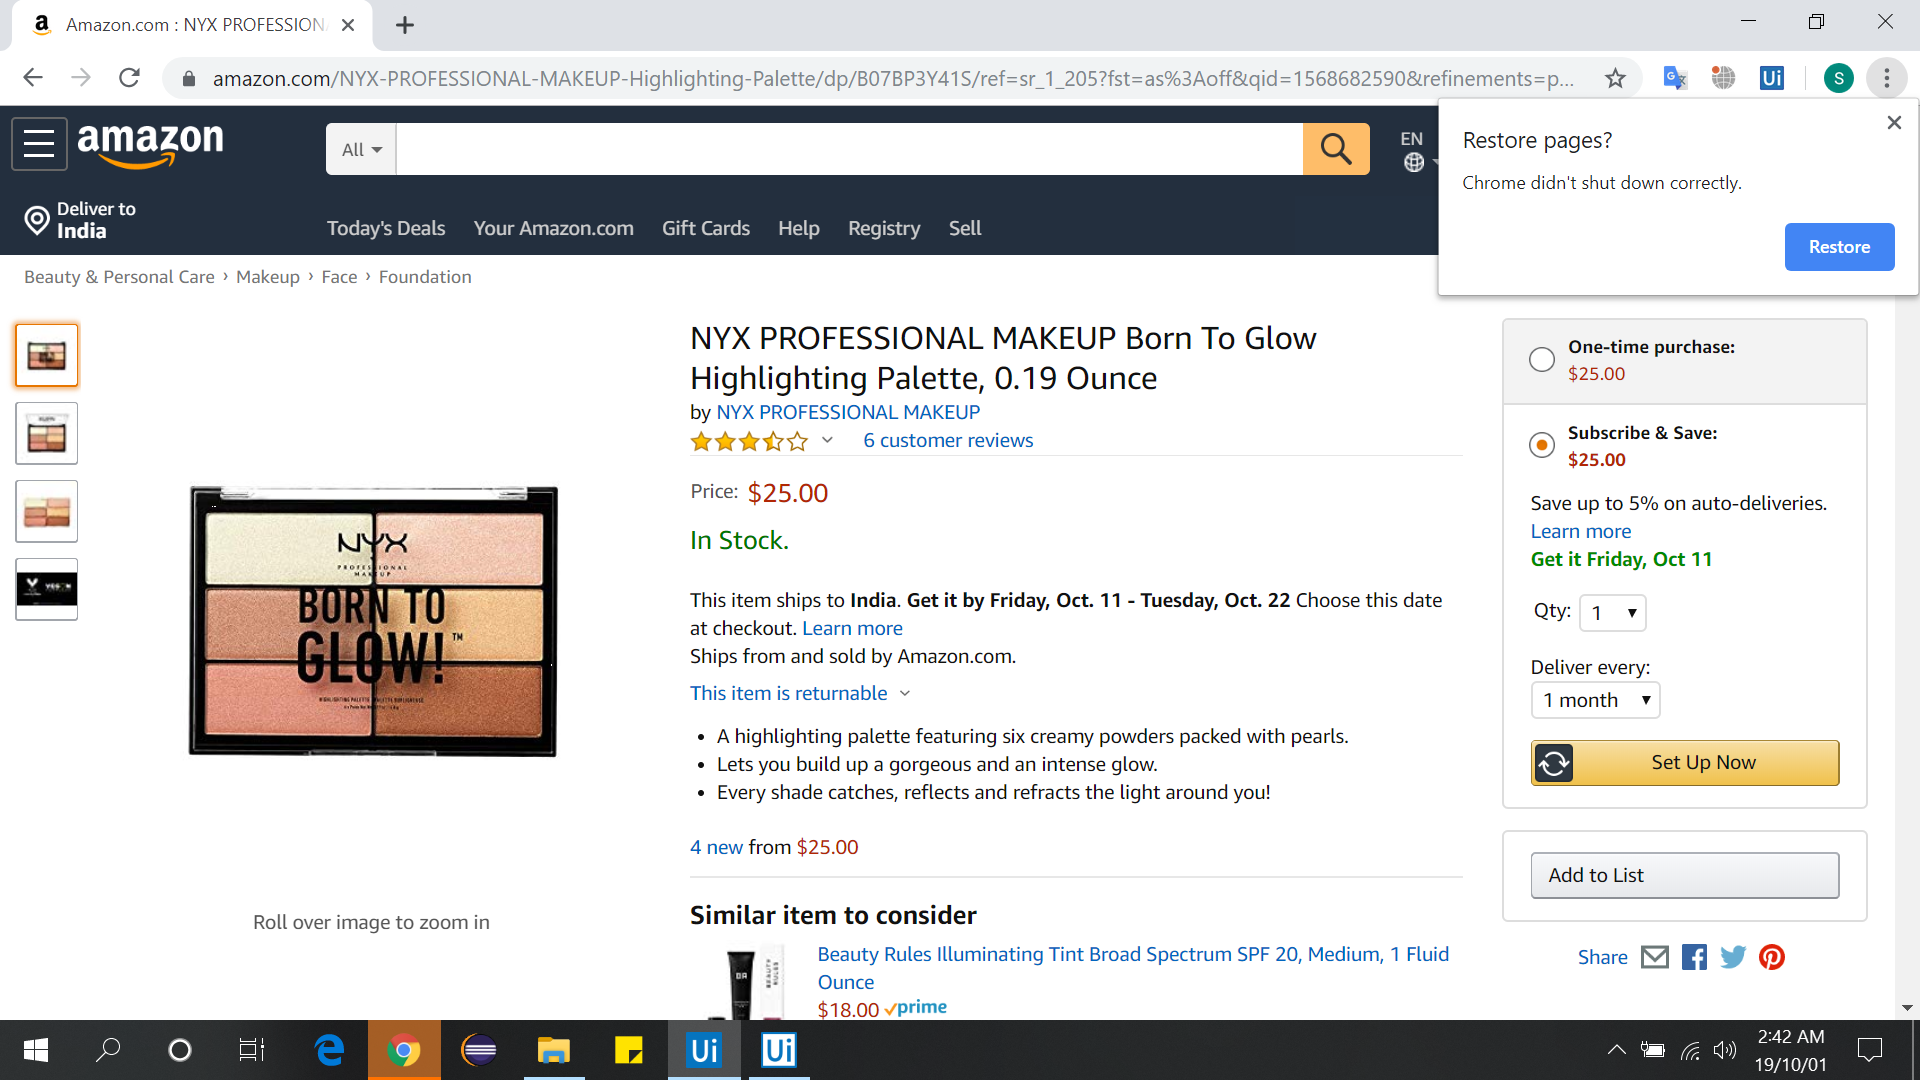 Amazon.com : NYX PROFESSION
amazon.com/NYX-PROFESSIONAL-MAKEUP-Highlighting-Palette/dp/B07BP3Y41S/ref=sr_1_205?fst=as%3Aoff&qid=1568682590&refinements=p...
S
Ui
Restore pages?
Chrome didn't shut down correctly.
Restore
amazon
All
EN
Deliver to
India
Today's Deals
Your Amazon.com
Gift Cards
Help
Registry
Sell
Beauty & Personal Care › Makeup › Face › Foundation
NYX
PROFESSIONAL
MAKEUP
BORN TO
GLOW!™
Roll over image to zoom in
NYX PROFESSIONAL MAKEUP Born To Glow
Highlighting Palette, 0.19 Ounce
by NYX PROFESSIONAL MAKEUP
6 customer reviews
Price: $25.00
In Stock.
This item ships to India. Get it by Friday, Oct. 11 - Tuesday, Oct. 22 Choose this date
at checkout. Learn more
Ships from and sold by Amazon.com.
This item is returnable
• A highlighting palette featuring six creamy powders packed with pearls.
• Lets you build up a gorgeous and an intense glow.
• Every shade catches, reflects and refracts the light around you!
4 new from $25.00
Similar item to consider
BEAUTY
RULES
Beauty Rules Illuminating Tint Broad Spectrum SPF 20, Medium, 1 Fluid
Ounce
$18.00 prime
One-time purchase:
$25.00
Subscribe & Save:
$25.00
Save up to 5% on auto-deliveries.
Learn more
Get it Friday, Oct 11
Qty: 1
Deliver every:
1 month
Set Up Now
Add to List
Share
Ui
Ui
2:42 AM
19/10/01